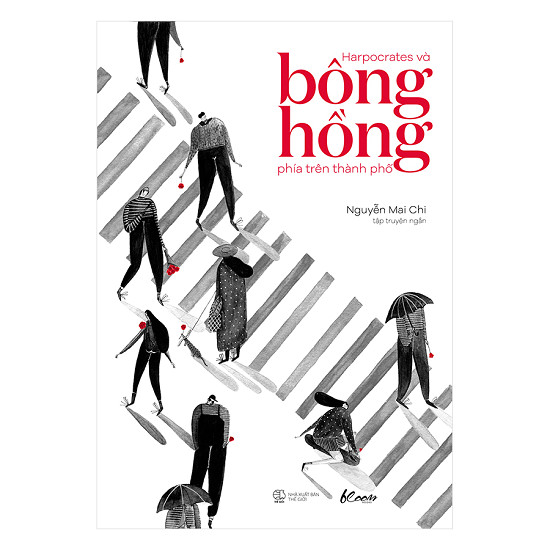 Harpocrates và
bông
hồng
phía trên thành phố
Nguyễn Mai Chi
tập truyện ngắn
NHÀ XUẤT BẢN
THẾ GIỚI
bloom